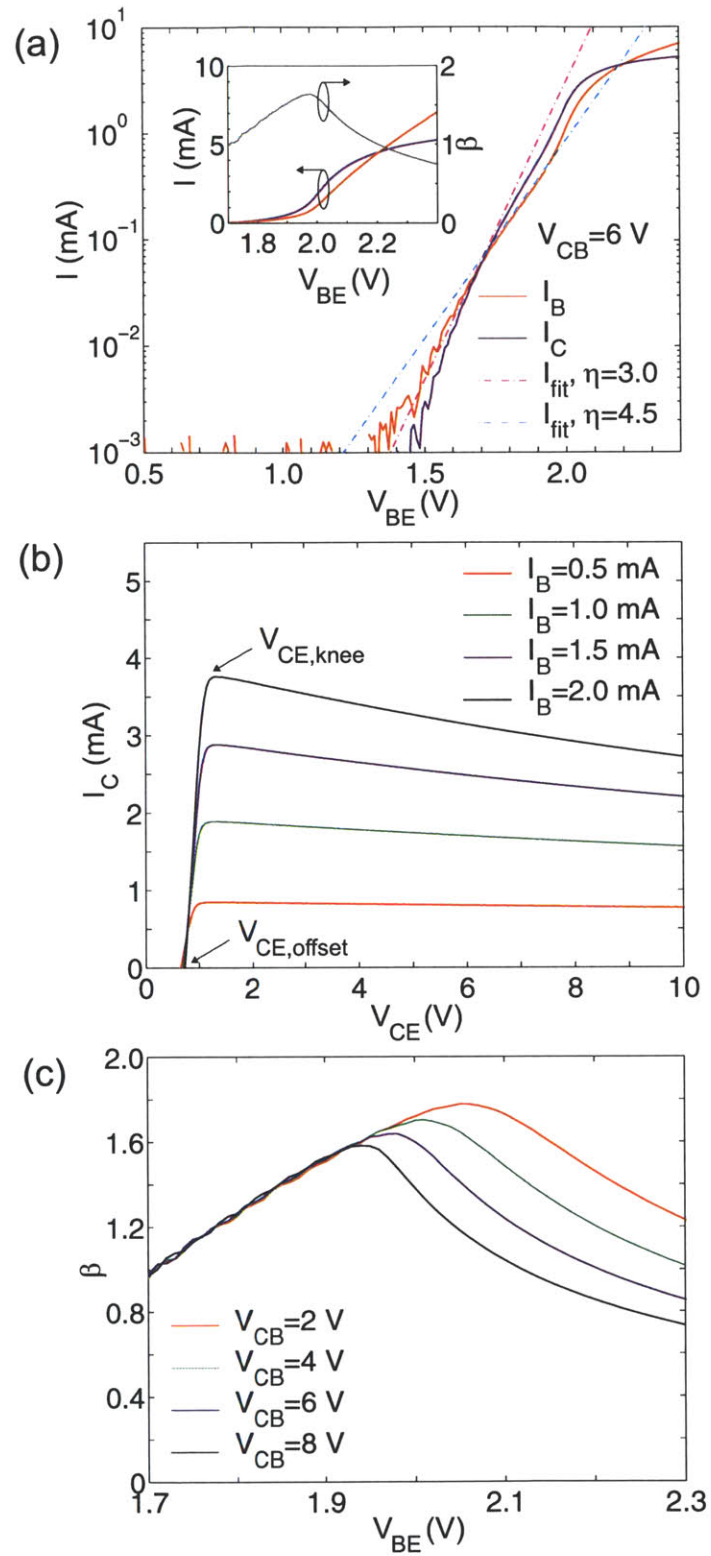 (a)
10^1
10^0
10^-1
10^-2
10^-3
I (mA)
0.5
1.0
1.5
2.0
V_BE (V)
10
5
0
I (mA)
2
1
0
β
1.8
2.0
2.2
V_BE (V)
V_CB=6 V
I_B
I_C
I_fit, η=3.0
I_fit, η=4.5
(b)
5
4
3
2
1
0
I_C (mA)
V_CE,knee
V_CE,offset
I_B=0.5 mA
I_B=1.0 mA
I_B=1.5 mA
I_B=2.0 mA
0
2
4
6
8
10
V_CE (V)
(c)
2.0
1.6
1.2
0.8
0.4
0
β
V_CB=2 V
V_CB=4 V
V_CB=6 V
V_CB=8 V
1.7
1.9
2.1
2.3
V_BE (V)